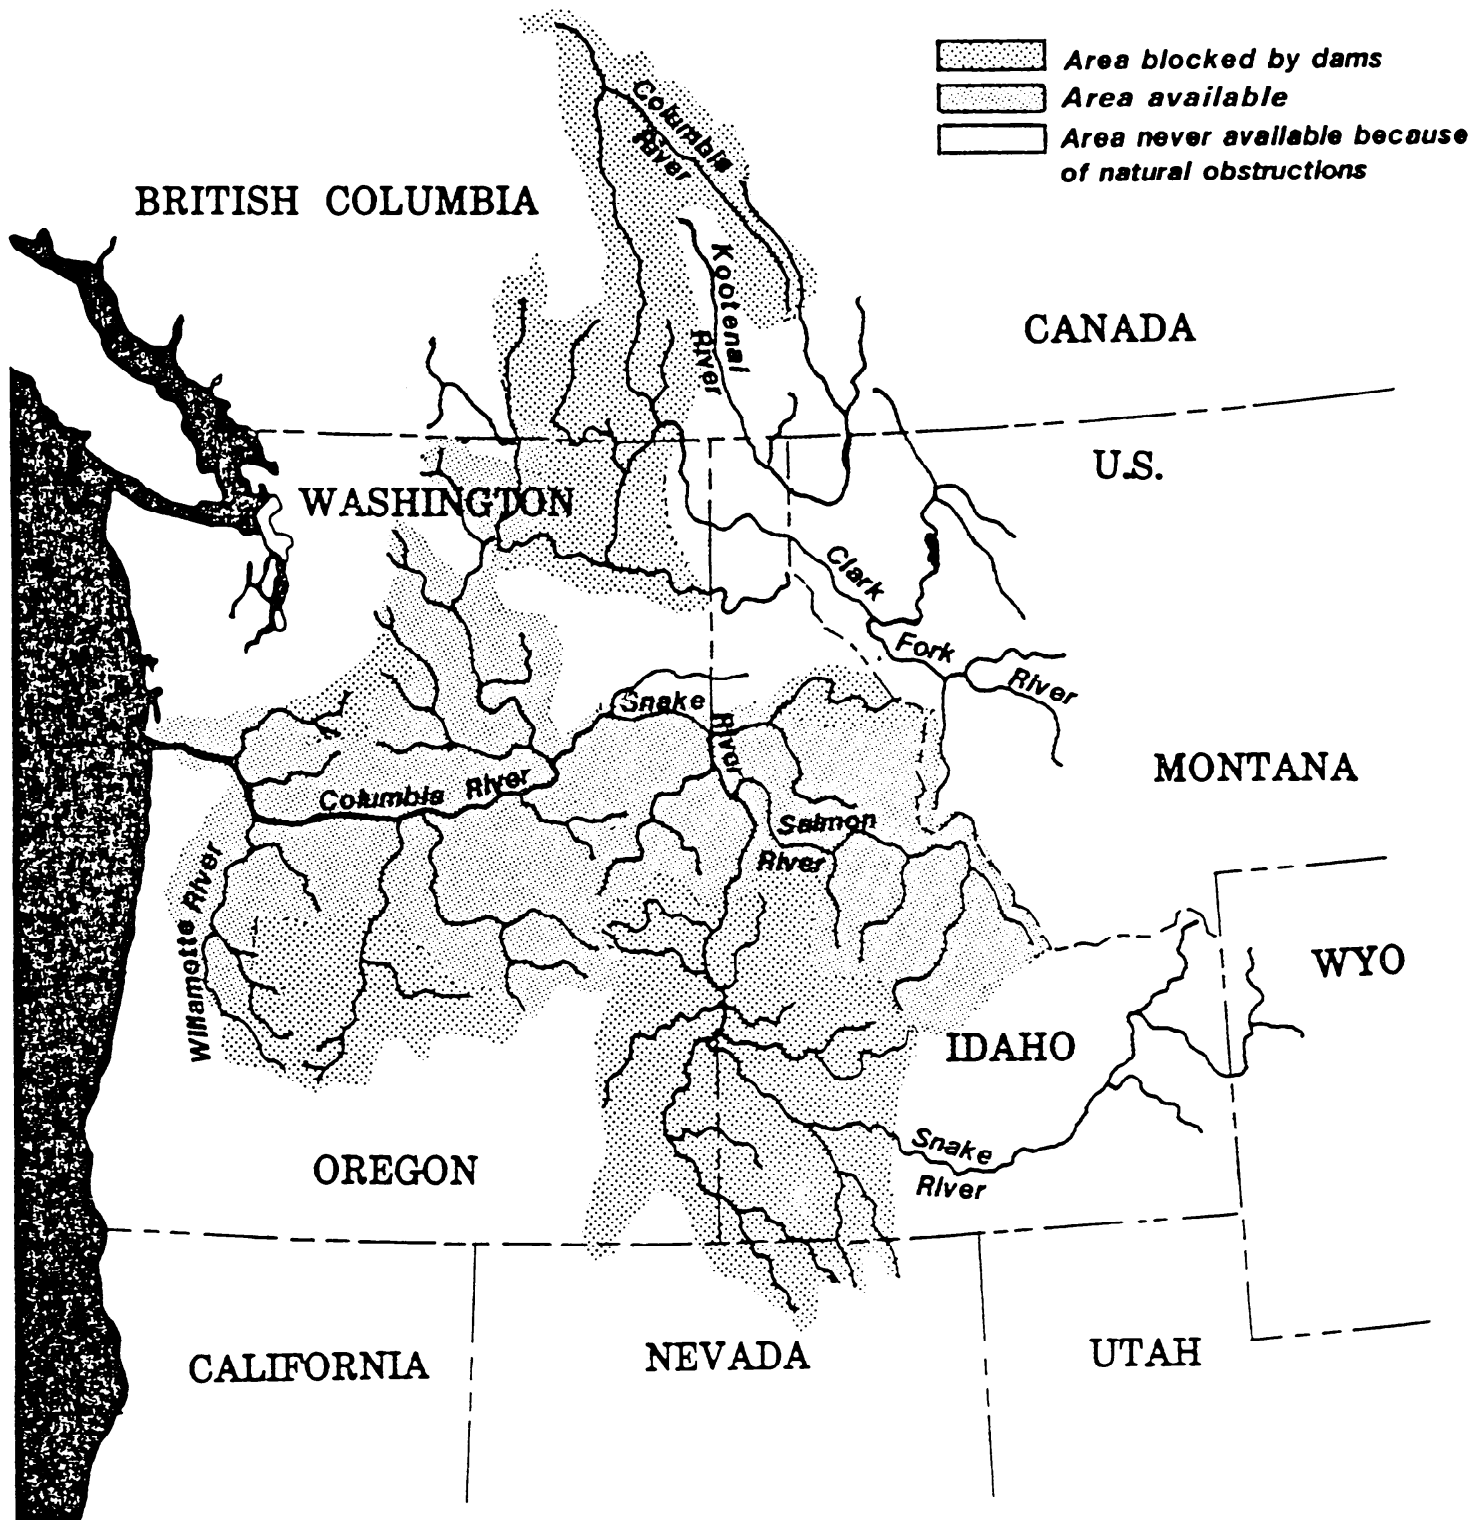 Area blocked by dams
Area available
Area never available because
of natural obstructions
Columbia
River
BRITISH COLUMBIA
Kootenai
River
CANADA
U.S.
WASHINGTON
Clark
Fork
River
Snake
River
MONTANA
Columbia River
Salmon
River
Willamette River
WYO
IDAHO
Snake
River
OREGON
CALIFORNIA
NEVADA
UTAH